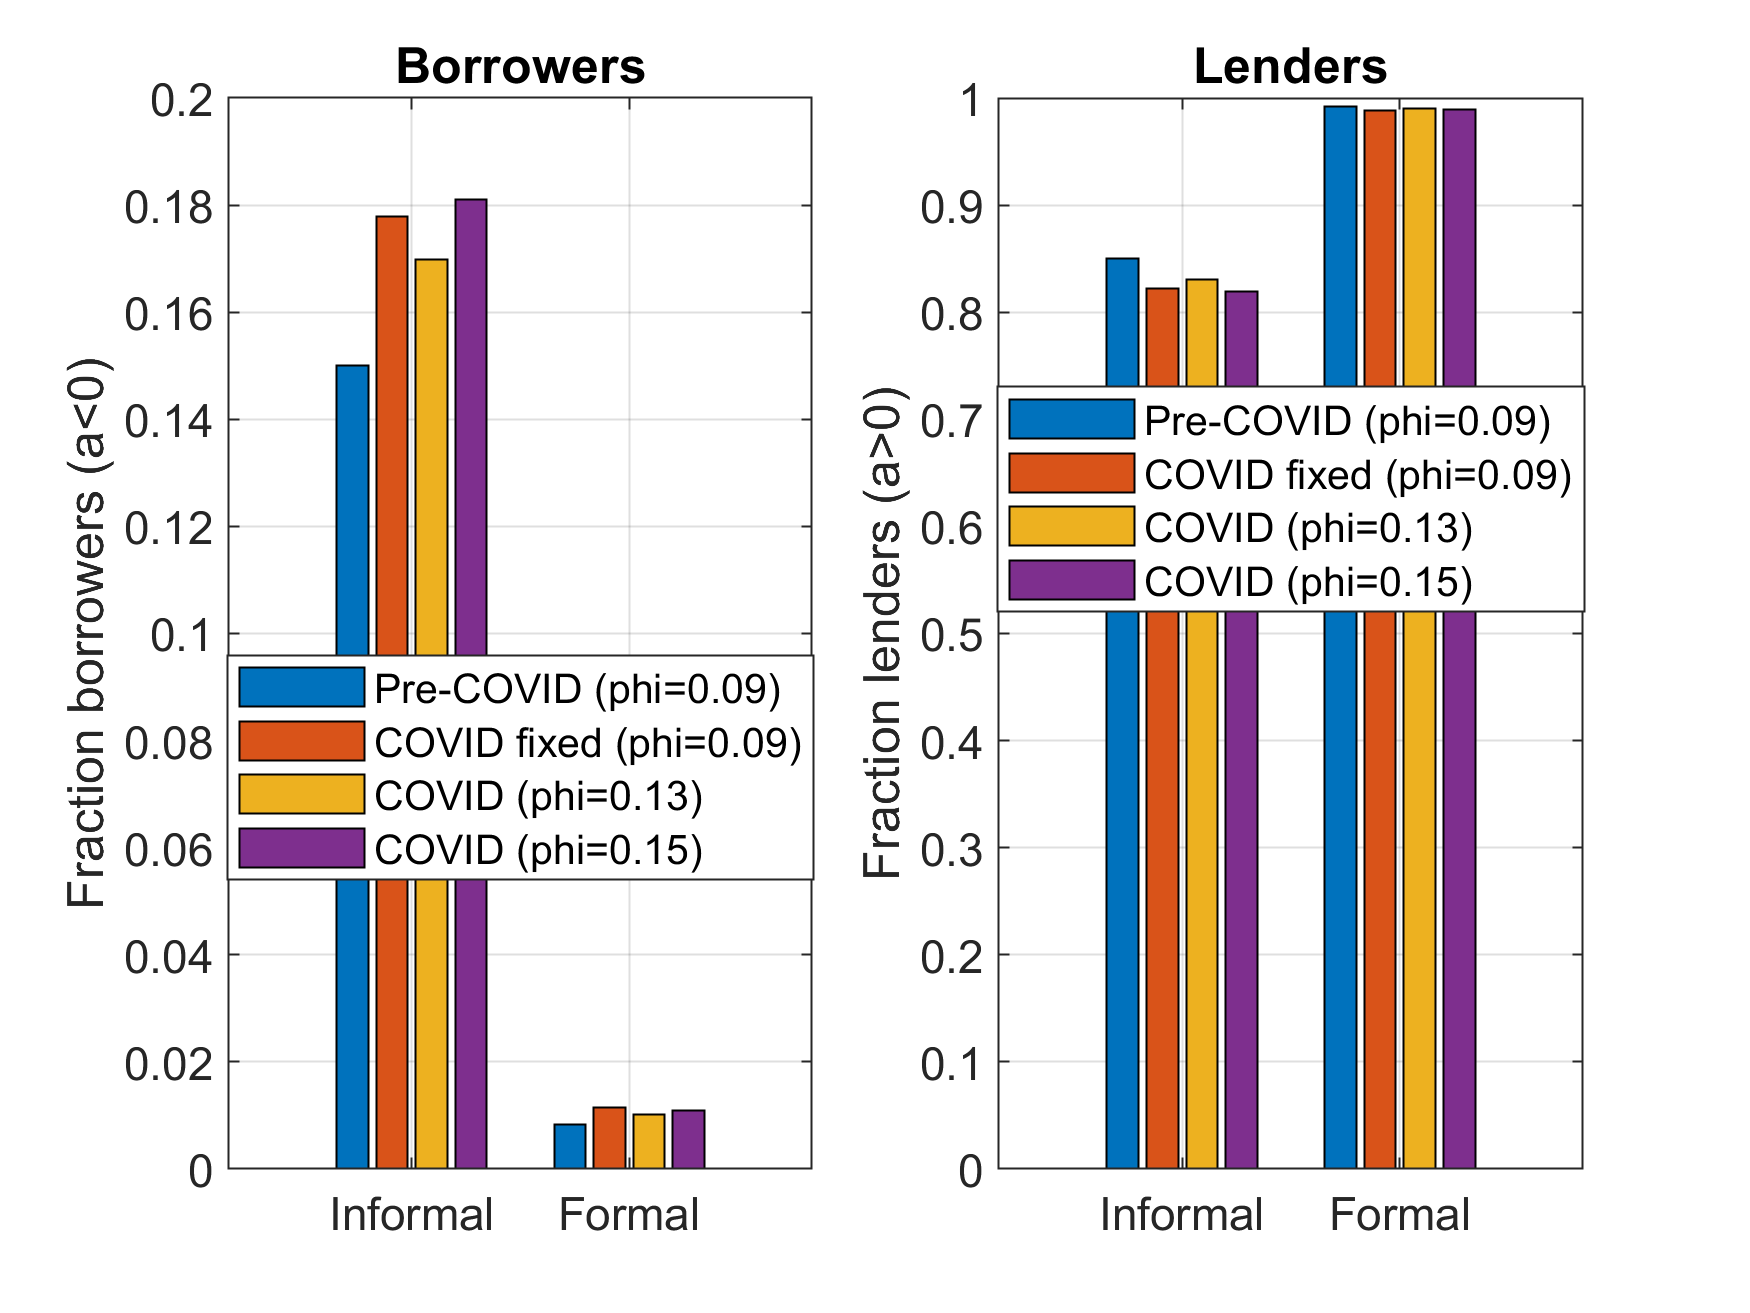 Borrowers
Fraction borrowers (a<0)
0.2
0.18
0.16
0.14
0.12
0.1
0.08
0.06
0.04
0.02
0
Pre-COVID (phi=0.09)
COVID fixed (phi=0.09)
COVID (phi=0.13)
COVID (phi=0.15)
Informal
Formal
Lenders
Fraction lenders (a>0)
1
0.9
0.8
0.7
0.6
0.5
0.4
0.3
0.2
0.1
0
Pre-COVID (phi=0.09)
COVID fixed (phi=0.09)
COVID (phi=0.13)
COVID (phi=0.15)
Informal
Formal